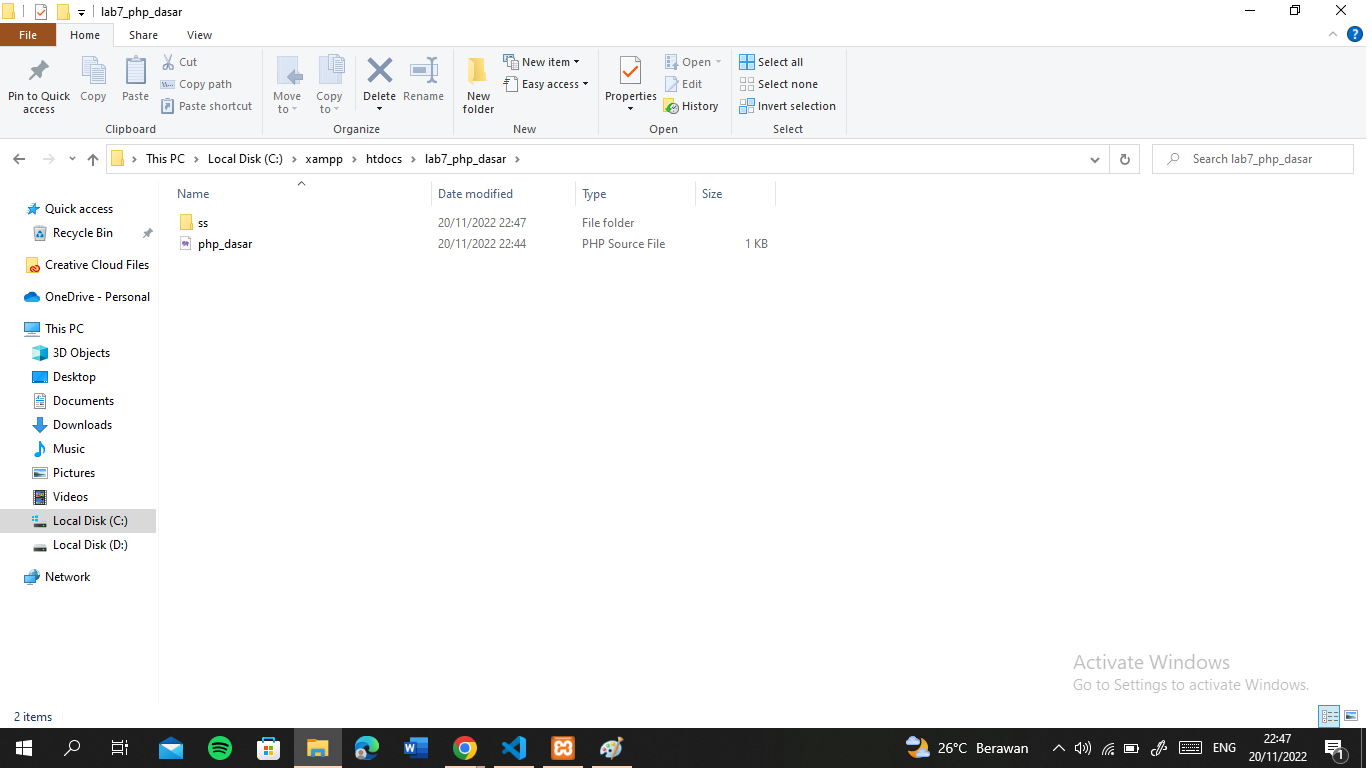 lab7_php_dasar
File Home Share View
Pin to Quick access
Copy
Paste
Cut
Copy path
Paste shortcut
Clipboard
Move to
Copy to
Delete
Rename
Organize
New folder
New item
Easy access
New
Properties
Open
Edit
History
Open
Select all
Select none
Invert selection
Select
This PC Local Disk (C:) xampp htdocs lab7_php_dasar
Search lab7_php_dasar
Name Date modified Type Size
ss 20/11/2022 22:47 File folder
php_dasar 20/11/2022 22:44 PHP Source File 1 KB
Quick access
Recycle Bin
Creative Cloud Files
OneDrive - Personal
This PC
3D Objects
Desktop
Documents
Downloads
Music
Pictures
Videos
Local Disk (C:)
Local Disk (D:)
Network
Activate Windows
Go to Settings to activate Windows.
2 items
26°C Berawan
ENG
22:47
20/11/2022
1